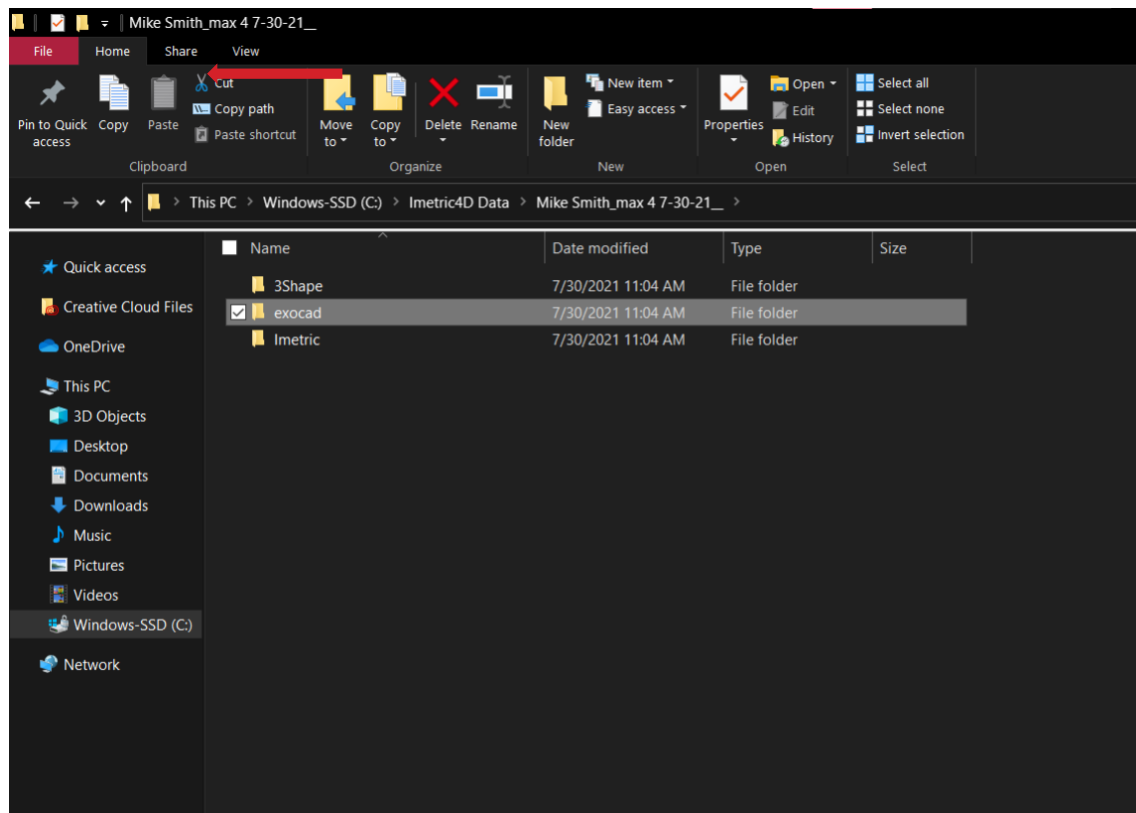 Mike Smith_max 4 7-30-21__
File Home Share View
Pin to Quick access
Copy
Paste
Cut
Copy path
Paste shortcut
Clipboard
Move to
Copy to
Delete
Rename
Organize
New folder
New item
Easy access
New
Properties
Open
Edit
History
Open
Select all
Select none
Invert selection
Select
This PC > Windows-SSD (C:) > Imetric4D Data > Mike Smith_max 4 7-30-21__ >
Quick access
Creative Cloud Files
OneDrive
This PC
3D Objects
Desktop
Documents
Downloads
Music
Pictures
Videos
Windows-SSD (C:)
Network
Name Date modified Type Size
3Shape 7/30/2021 11:04 AM File folder
exocad 7/30/2021 11:04 AM File folder
Imetric 7/30/2021 11:04 AM File folder